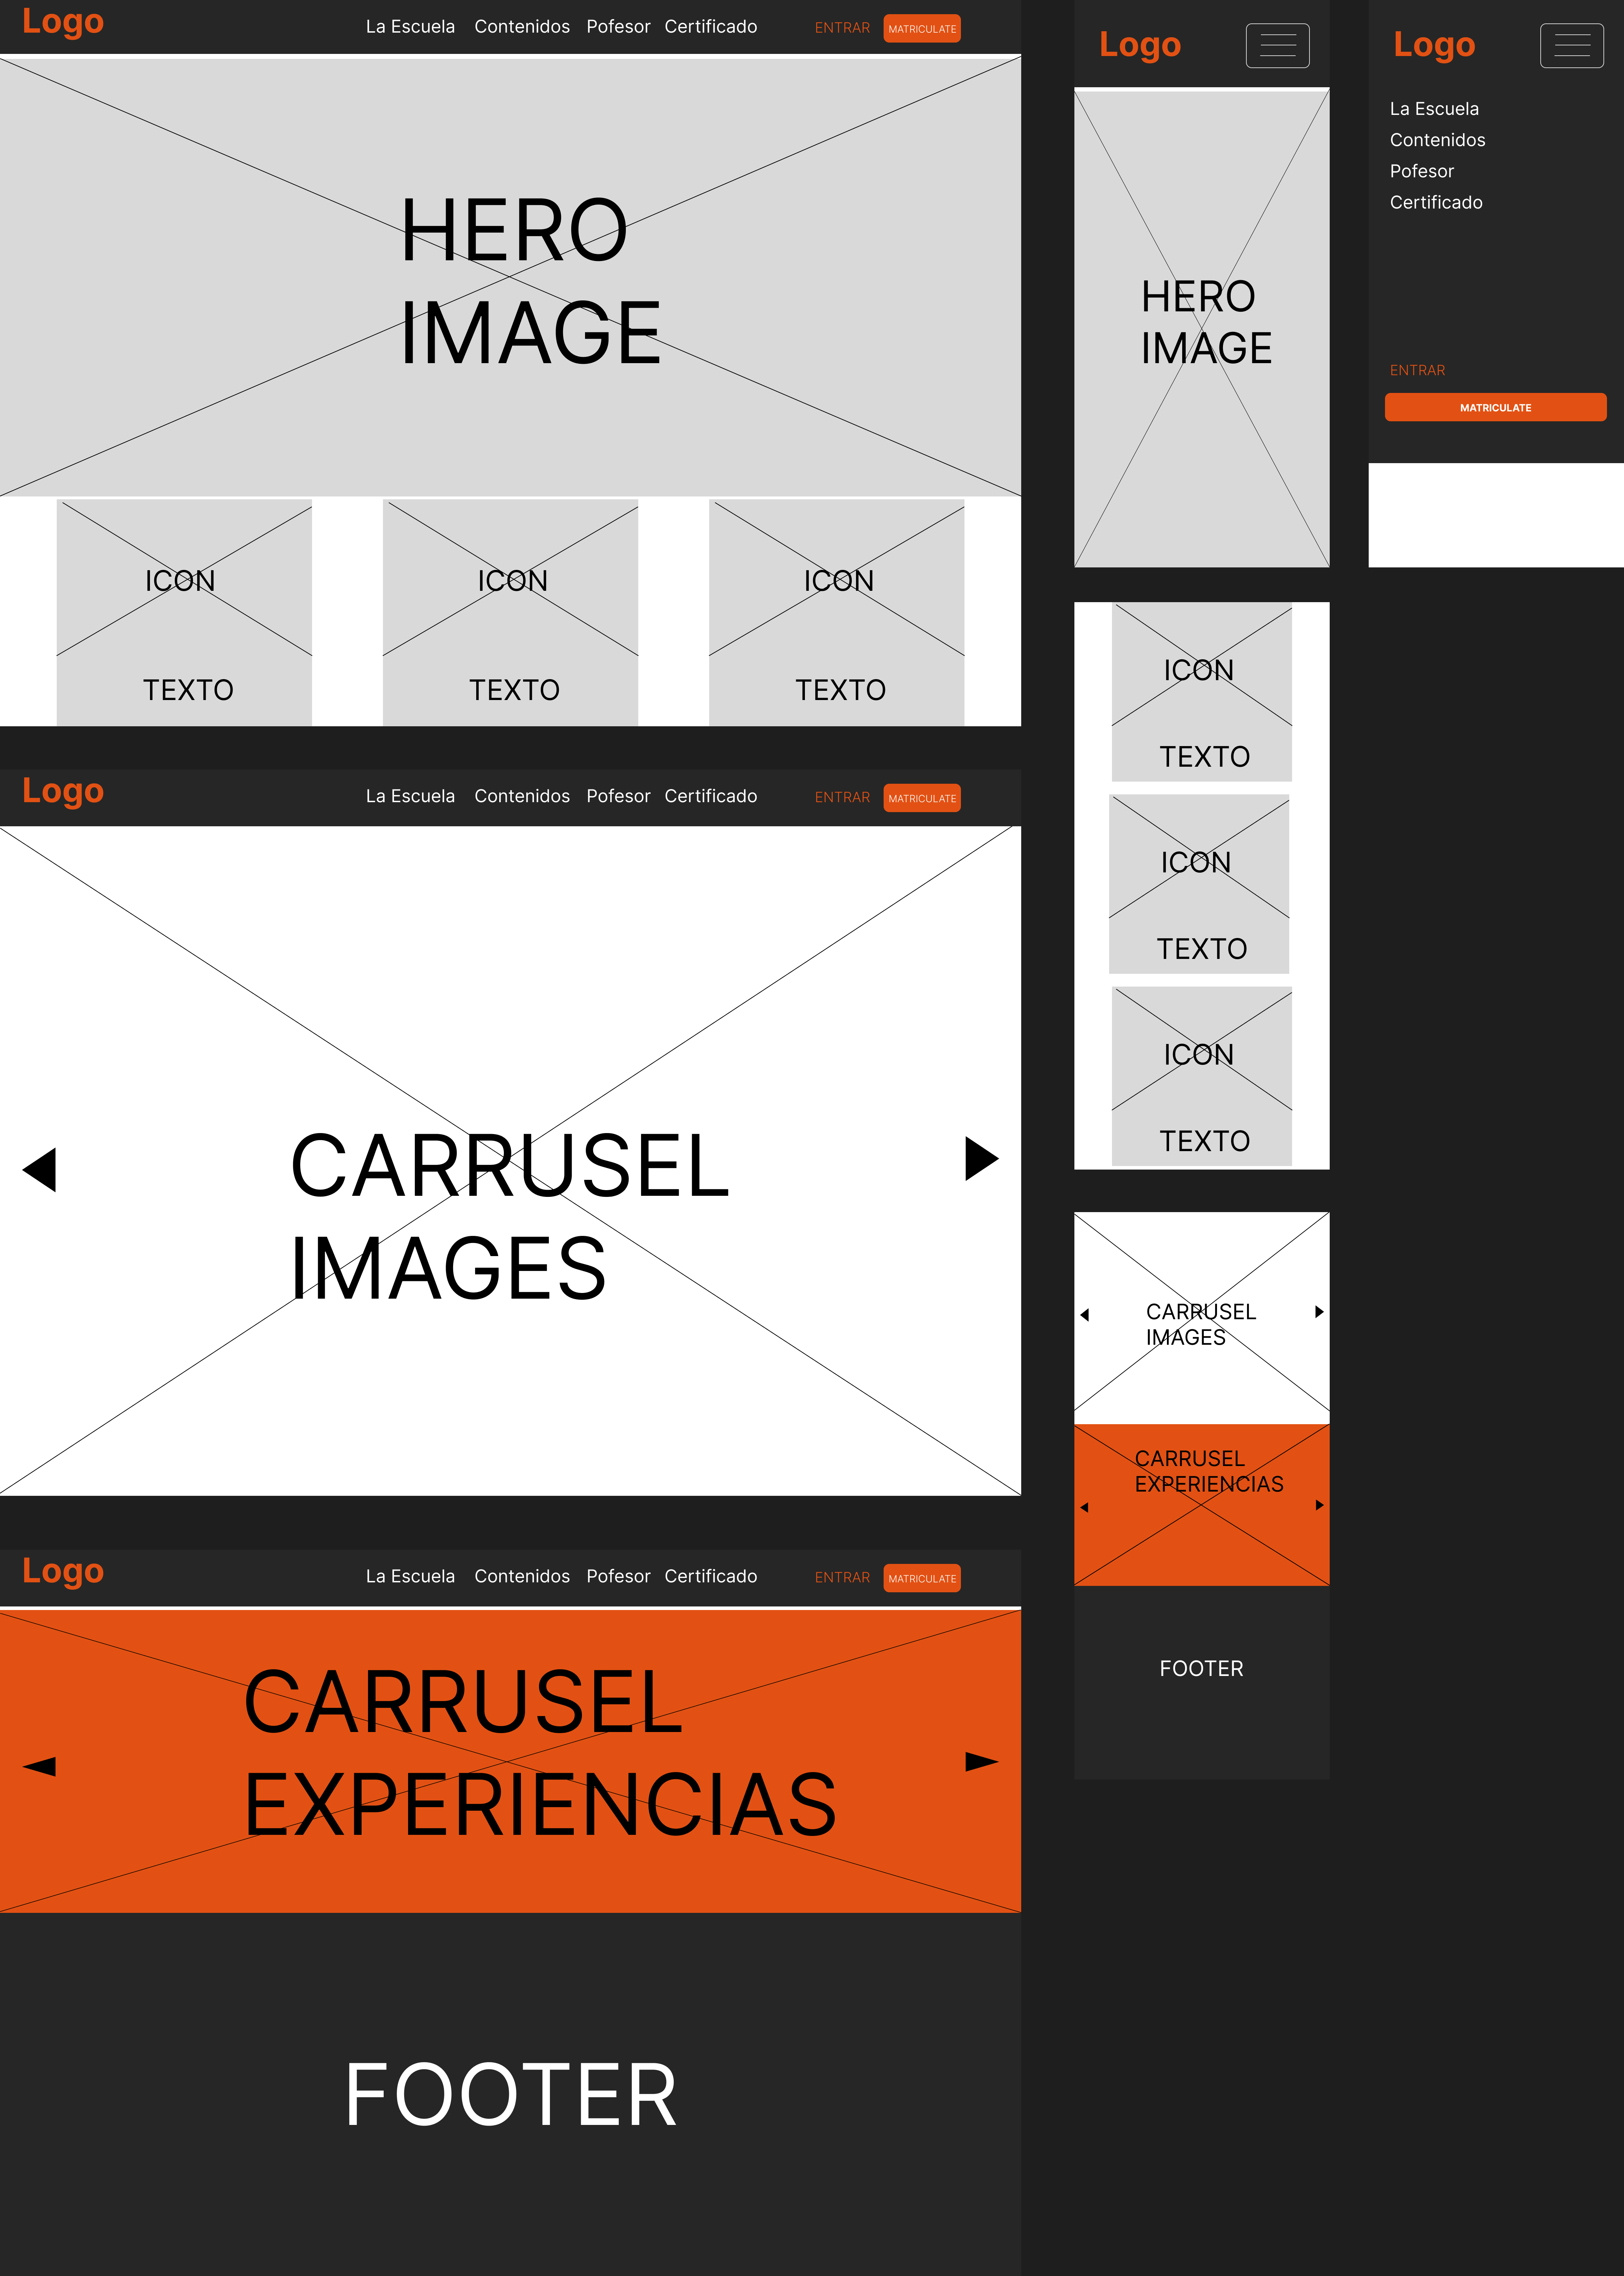 Logo
La Escuela Contenidos Pofesor Certificado ENTRAR MATRICULATE
HERO
IMAGE
ICON ICON ICON
TEXTO TEXTO TEXTO
Logo
La Escuela Contenidos Pofesor Certificado ENTRAR MATRICULATE
CARRUSEL
IMAGES
Logo
La Escuela Contenidos Pofesor Certificado ENTRAR MATRICULATE
CARRUSEL
EXPERIENCIAS
FOOTER
Logo
HERO
IMAGE
ICON
TEXTO
ICON
TEXTO
ICON
TEXTO
CARRUSEL
IMAGES
CARRUSEL
EXPERIENCIAS
FOOTER
Logo
La Escuela
Contenidos
Pofesor
Certificado
ENTRAR
MATRICULATE